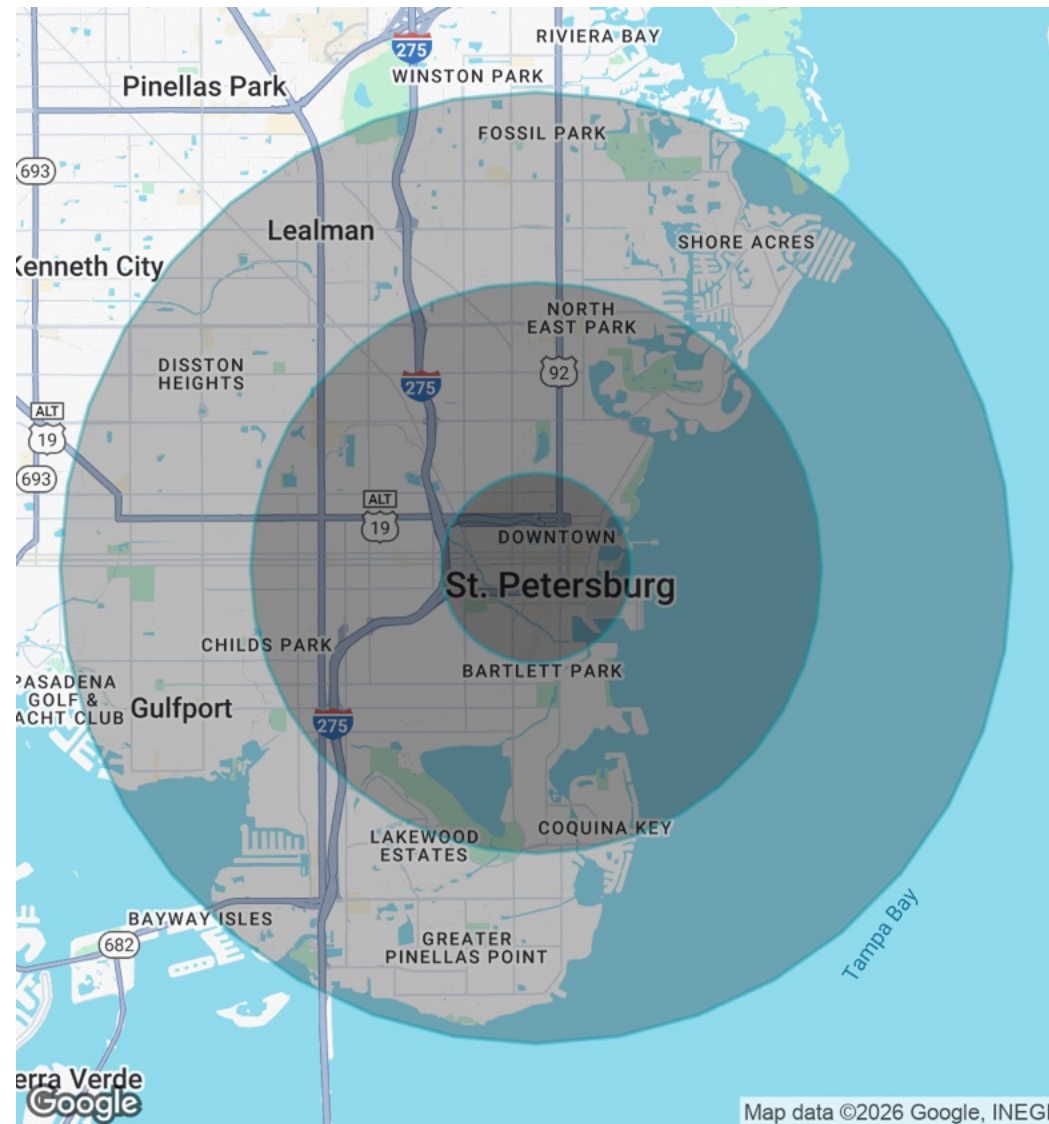 RIVIERA BAY
275
WINSTON PARK
Pinellas Park
FOSSIL PARK
693
Lealman
SHORE ACRES
Kenneth City
NORTH
EAST PARK
DISSTON
HEIGHTS
92
275
ALT
19
693
ALT
19
DOWNTOWN
St. Petersburg
CHILDS PARK
BARTLETT PARK
PASADENA
GOLF &
YACHT CLUB
Gulfport
275
COQUINA KEY
LAKEWOOD
ESTATES
BAYWAY ISLES
682
GREATER
PINELLAS POINT
Tampa Bay
erra Verde
Google
Map data ©2026 Google, INEGI